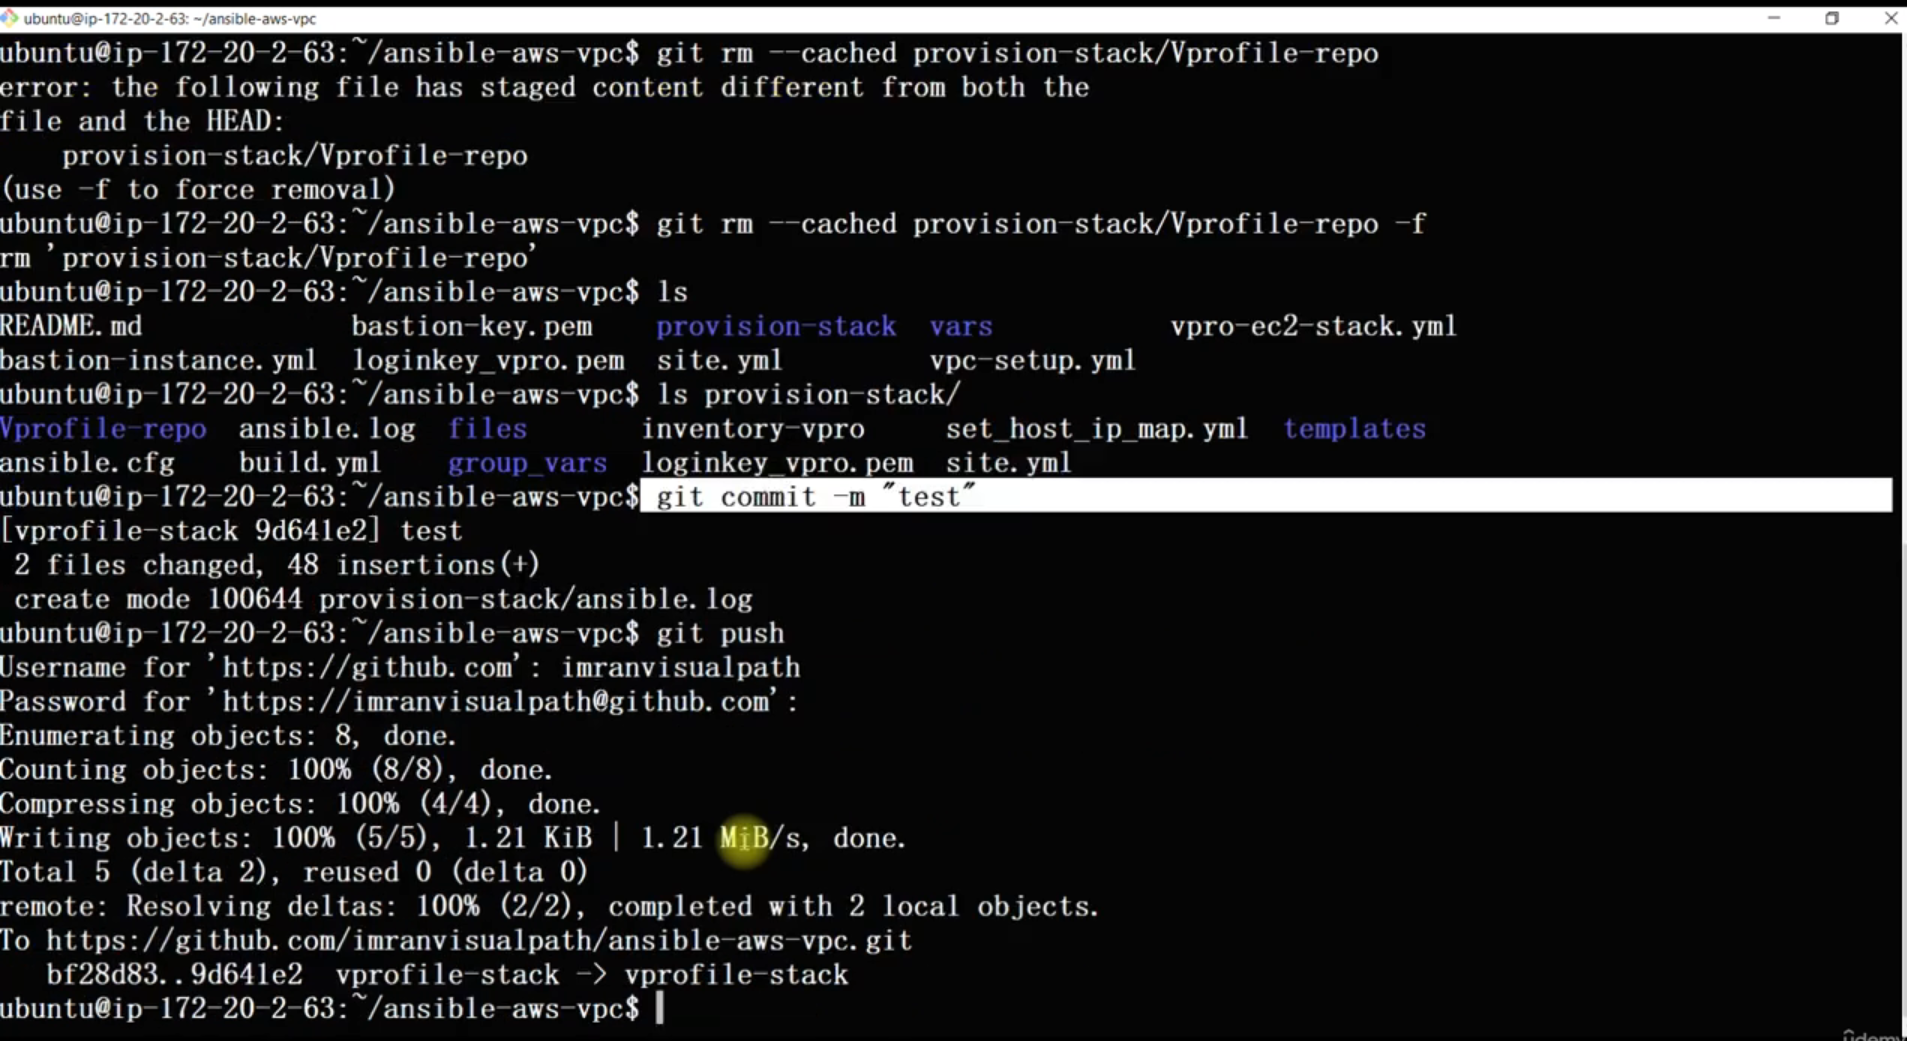 ubuntu@ip-172-20-2-63: ~/ansible-aws-vpc
ubuntu@ip-172-20-2-63:~/ansible-aws-vpc$ git rm --cached provision-stack/Vprofile-repo
error: the following file has staged content different from both the
file and the HEAD:
    provision-stack/Vprofile-repo
(use -f to force removal)
ubuntu@ip-172-20-2-63:~/ansible-aws-vpc$ git rm --cached provision-stack/Vprofile-repo -f
rm 'provision-stack/Vprofile-repo'
ubuntu@ip-172-20-2-63:~/ansible-aws-vpc$ ls
README.md             bastion-key.pem    provision-stack  vars           vpro-ec2-stack.yml
bastion-instance.yml  loginkey_vpro.pem  site.yml         vpc-setup.yml
ubuntu@ip-172-20-2-63:~/ansible-aws-vpc$ ls provision-stack/
Vprofile-repo  ansible.log  files       inventory-vpro     set_host_ip_map.yml  templates
ansible.cfg    build.yml    group_vars  loginkey_vpro.pem  site.yml
ubuntu@ip-172-20-2-63:~/ansible-aws-vpc$ git commit -m "test"
[vprofile-stack 9d641e2] test
 2 files changed, 48 insertions(+)
 create mode 100644 provision-stack/ansible.log
ubuntu@ip-172-20-2-63:~/ansible-aws-vpc$ git push
Username for 'https://github.com': imranvisualpath
Password for 'https://imranvisualpath@github.com':
Enumerating objects: 8, done.
Counting objects: 100% (8/8), done.
Compressing objects: 100% (4/4), done.
Writing objects: 100% (5/5), 1.21 KiB | 1.21 MiB/s, done.
Total 5 (delta 2), reused 0 (delta 0)
remote: Resolving deltas: 100% (2/2), completed with 2 local objects.
To https://github.com/imranvisualpath/ansible-aws-vpc.git
   bf28d83..9d641e2  vprofile-stack -> vprofile-stack
ubuntu@ip-172-20-2-63:~/ansible-aws-vpc$